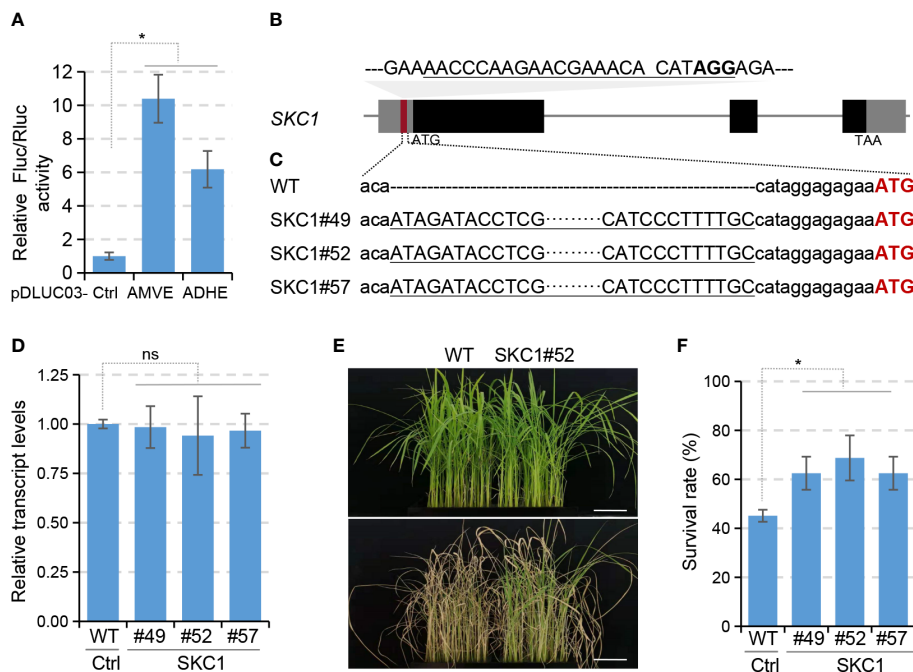 A
*
Relative Fluc/Rluc
activity
12
10
8
6
4
2
0
pDLUC03- Ctrl AMVE ADHE
B
---GAAAACCCAAGAACGAAACA CATAGGAGA---
SKC1
ATG
TAA
C
WT aca----------------------------------------cataggagagaaATG
SKC1#49 acaATAGATACCTCG········CATCCCTTTTGCcataggagagaaATG
SKC1#52 acaATAGATACCTCG········CATCCCTTTTGCcataggagagaaATG
SKC1#57 acaATAGATACCTCG········CATCCCTTTTGCcataggagagaaATG
D
ns
Relative transcript levels
1.25
1.00
0.75
0.50
0.25
0.00
WT #49 #52 #57
Ctrl SKC1
E
WT SKC1#52
F
*
Survival rate (%)
100
80
60
40
20
0
WT #49 #52 #57
Ctrl SKC1